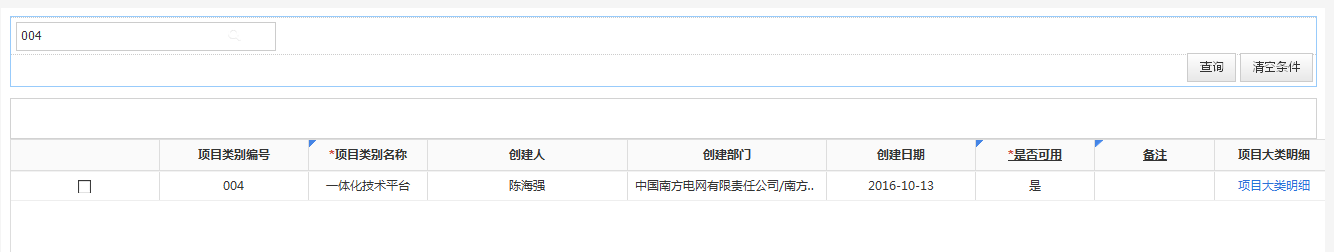 004
查询 清空条件
项目类别编号 *项目类别名称 创建人 创建部门 创建日期 *是否可用 备注 项目大类明细
004 一体化技术平台 陈海强 中国南方电网有限责任公司/南方.. 2016-10-13 是 项目大类明细